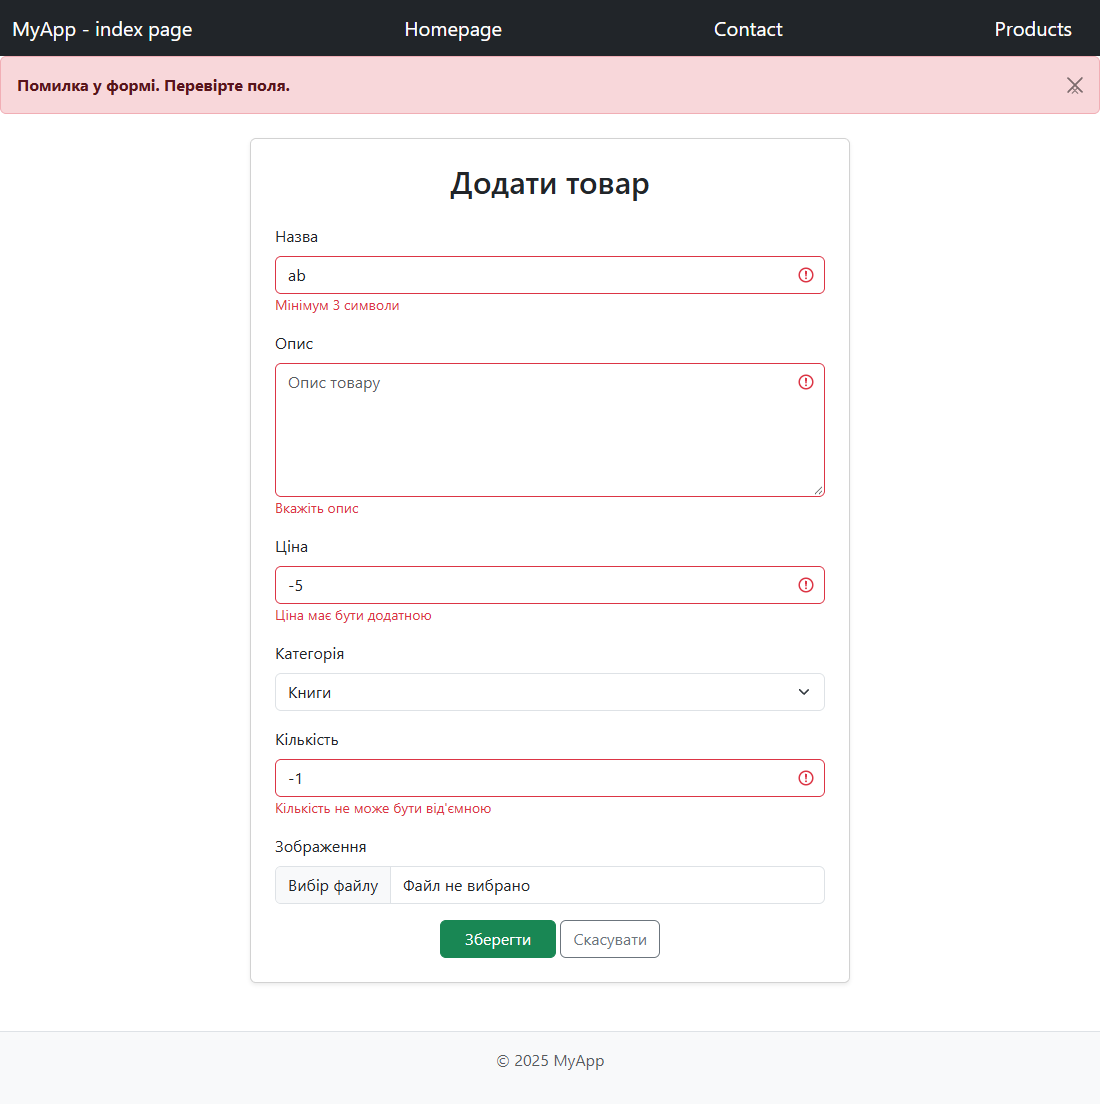 MyApp - index page Homepage Contact Products
Помилка у формі. Перевірте поля.
Додати товар
Назва
ab
Мінімум 3 символи
Опис
Опис товару
Вкажіть опис
Ціна
-5
Ціна має бути додатною
Категорія
Книги
Кількість
-1
Кількість не може бути від'ємною
Зображення
Вибір файлу Файл не вибрано
Зберегти Скасувати
© 2025 MyApp